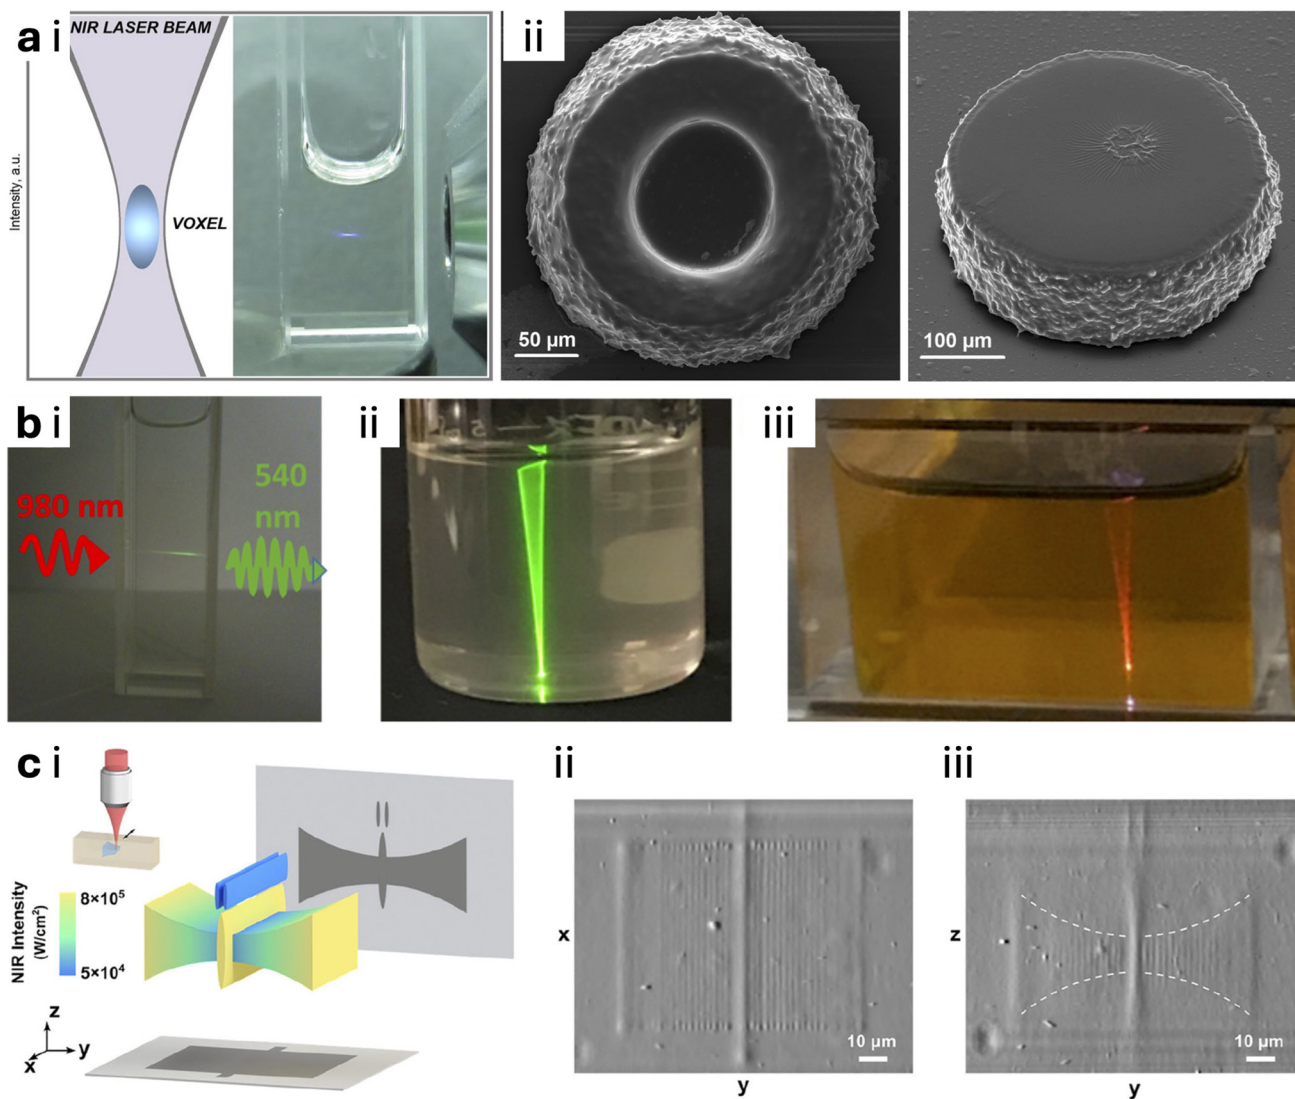 a i
NIR LASER BEAM
Intensity, a.u.
VOXEL
ii
50 µm
100 µm
b i
980 nm
540
nm
ii
iii
c i
NIR Intensity
(W/cm²)
8×10⁵
5×10⁴
z
y
x
ii
x
10 µm
y
iii
z
10 µm
y